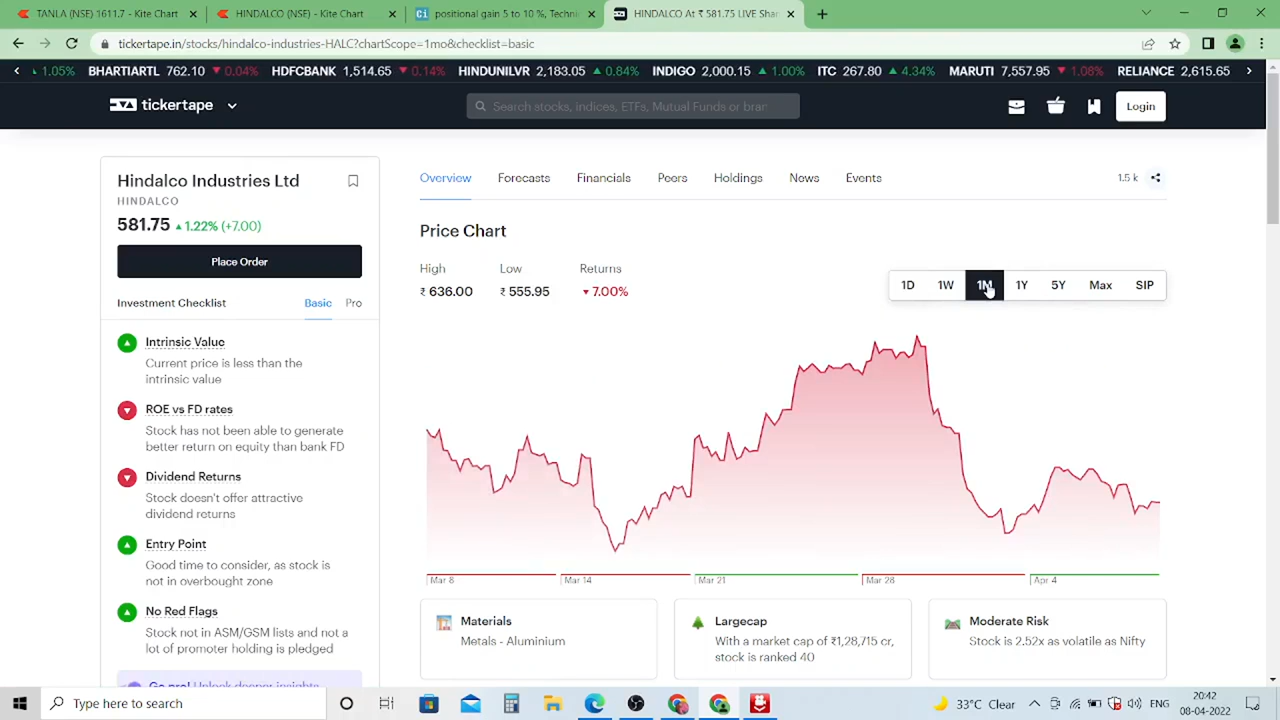 TANLA (NSE) 1611.7 - Kite Chart
HINDALCO (NSE) - Kite Chart
positional gain 5 to 10 %, Techni
HINDALCO At ₹ 581.75 LIVE Shar
tickertape.in/stocks/hindalco-industries-HALC?chartScope=1mo&checklist=basic
1.05% BHARTIARTL 762.10 ▼0.04% HDFCBANK 1,514.65 ▼0.14% HINDUNILVR 2,183.05 ▲0.84% INDIGO 2,000.15 ▲1.00% ITC 267.80 ▲4.34% MARUTI 7,557.95 ▼1.06% RELIANCE 2,615.65
tickertape
Search stocks, indices, ETFs, Mutual Funds or bran
Login
Hindalco Industries Ltd
HINDALCO
581.75 ▲1.22% (+7.00)
Place Order
Investment Checklist Basic Pro
Intrinsic Value
Current price is less than the
intrinsic value
ROE vs FD rates
Stock has not been able to generate
better return on equity than bank FD
Dividend Returns
Stock doesn't offer attractive
dividend returns
Entry Point
Good time to consider, as stock is
not in overbought zone
No Red Flags
Stock not in ASM/GSM lists and not a
lot of promoter holding is pledged
Go pro! Unlock deeper insights
Overview Forecasts Financials Peers Holdings News Events 1.5 k
Price Chart
High Low Returns
₹ 636.00 ₹ 555.95 ▼7.00%
1D 1W 1M 1Y 5Y Max SIP
Mar 8 Mar 14 Mar 21 Mar 28 Apr 4
Materials
Metals - Aluminium
Largecap
With a market cap of ₹1,28,715 cr,
stock is ranked 40
Moderate Risk
Stock is 2.52x as volatile as Nifty
Type here to search
33°C Clear
ENG
20:42
08-04-2022